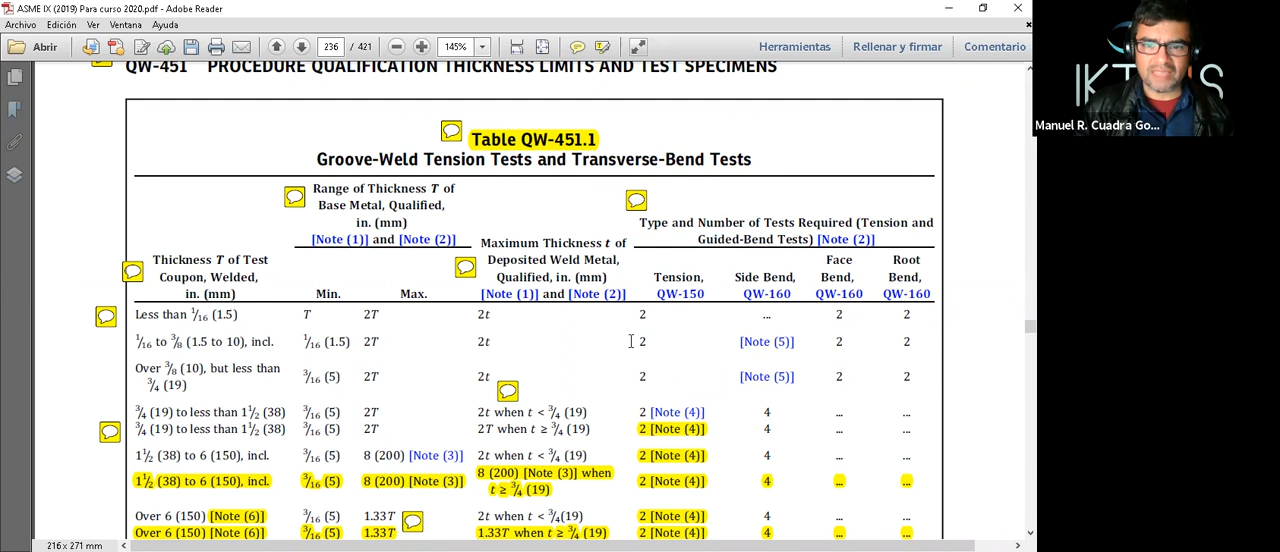 ASME IX (2019) Para curso 2020.pdf - Adobe Reader
Archivo Edición Ver Ventana Ayuda
Abrir 236 / 421 145% Herramientas Rellenar y firmar Comentario
QW-451 PROCEDURE QUALIFICATION THICKNESS LIMITS AND TEST SPECIMENS
Table QW-451.1
Groove-Weld Tension Tests and Transverse-Bend Tests
Range of Thickness T of
Base Metal, Qualified,
in. (mm)
[Note (1)] and [Note (2)]
Maximum Thickness t of
Deposited Weld Metal,
Qualified, in. (mm)
[Note (1)] and [Note (2)]
Type and Number of Tests Required (Tension and
Guided-Bend Tests) [Note (2)]
Thickness T of Test
Coupon, Welded,
in. (mm)
Min. Max.
Tension,
QW-150
Side Bend,
QW-160
Face
Bend,
QW-160
Root
Bend,
QW-160
Less than 1/16 (1.5) T 2T 2t 2 ... 2 2
1/16 to 3/8 (1.5 to 10), incl. 1/16 (1.5) 2T 2t 2 [Note (5)] 2 2
Over 3/8 (10), but less than
3/4 (19) 3/16 (5) 2T 2t 2 [Note (5)] 2 2
3/4 (19) to less than 1 1/2 (38) 3/16 (5) 2T 2t when t < 3/4 (19) 2 [Note (4)] 4 ... ...
3/4 (19) to less than 1 1/2 (38) 3/16 (5) 2T 2T when t ≥ 3/4 (19) 2 [Note (4)] 4 ... ...
1 1/2 (38) to 6 (150), incl. 3/16 (5) 8 (200) [Note (3)] 2t when t < 3/4 (19) 2 [Note (4)] 4 ... ...
1 1/2 (38) to 6 (150), incl. 3/16 (5) 8 (200) [Note (3)] 8 (200) [Note (3)] when
t ≥ 3/4 (19) 2 [Note (4)] 4 ... ...
Over 6 (150) [Note (6)] 3/16 (5) 1.33T 2t when t < 3/4 (19) 2 [Note (4)] 4 ... ...
Over 6 (150) [Note (6)] 3/16 (5) 1.33T 1.33T when t ≥ 3/4 (19) 2 [Note (4)] 4 ... ...
216 x 271 mm
Manuel R. Cuadra Go...